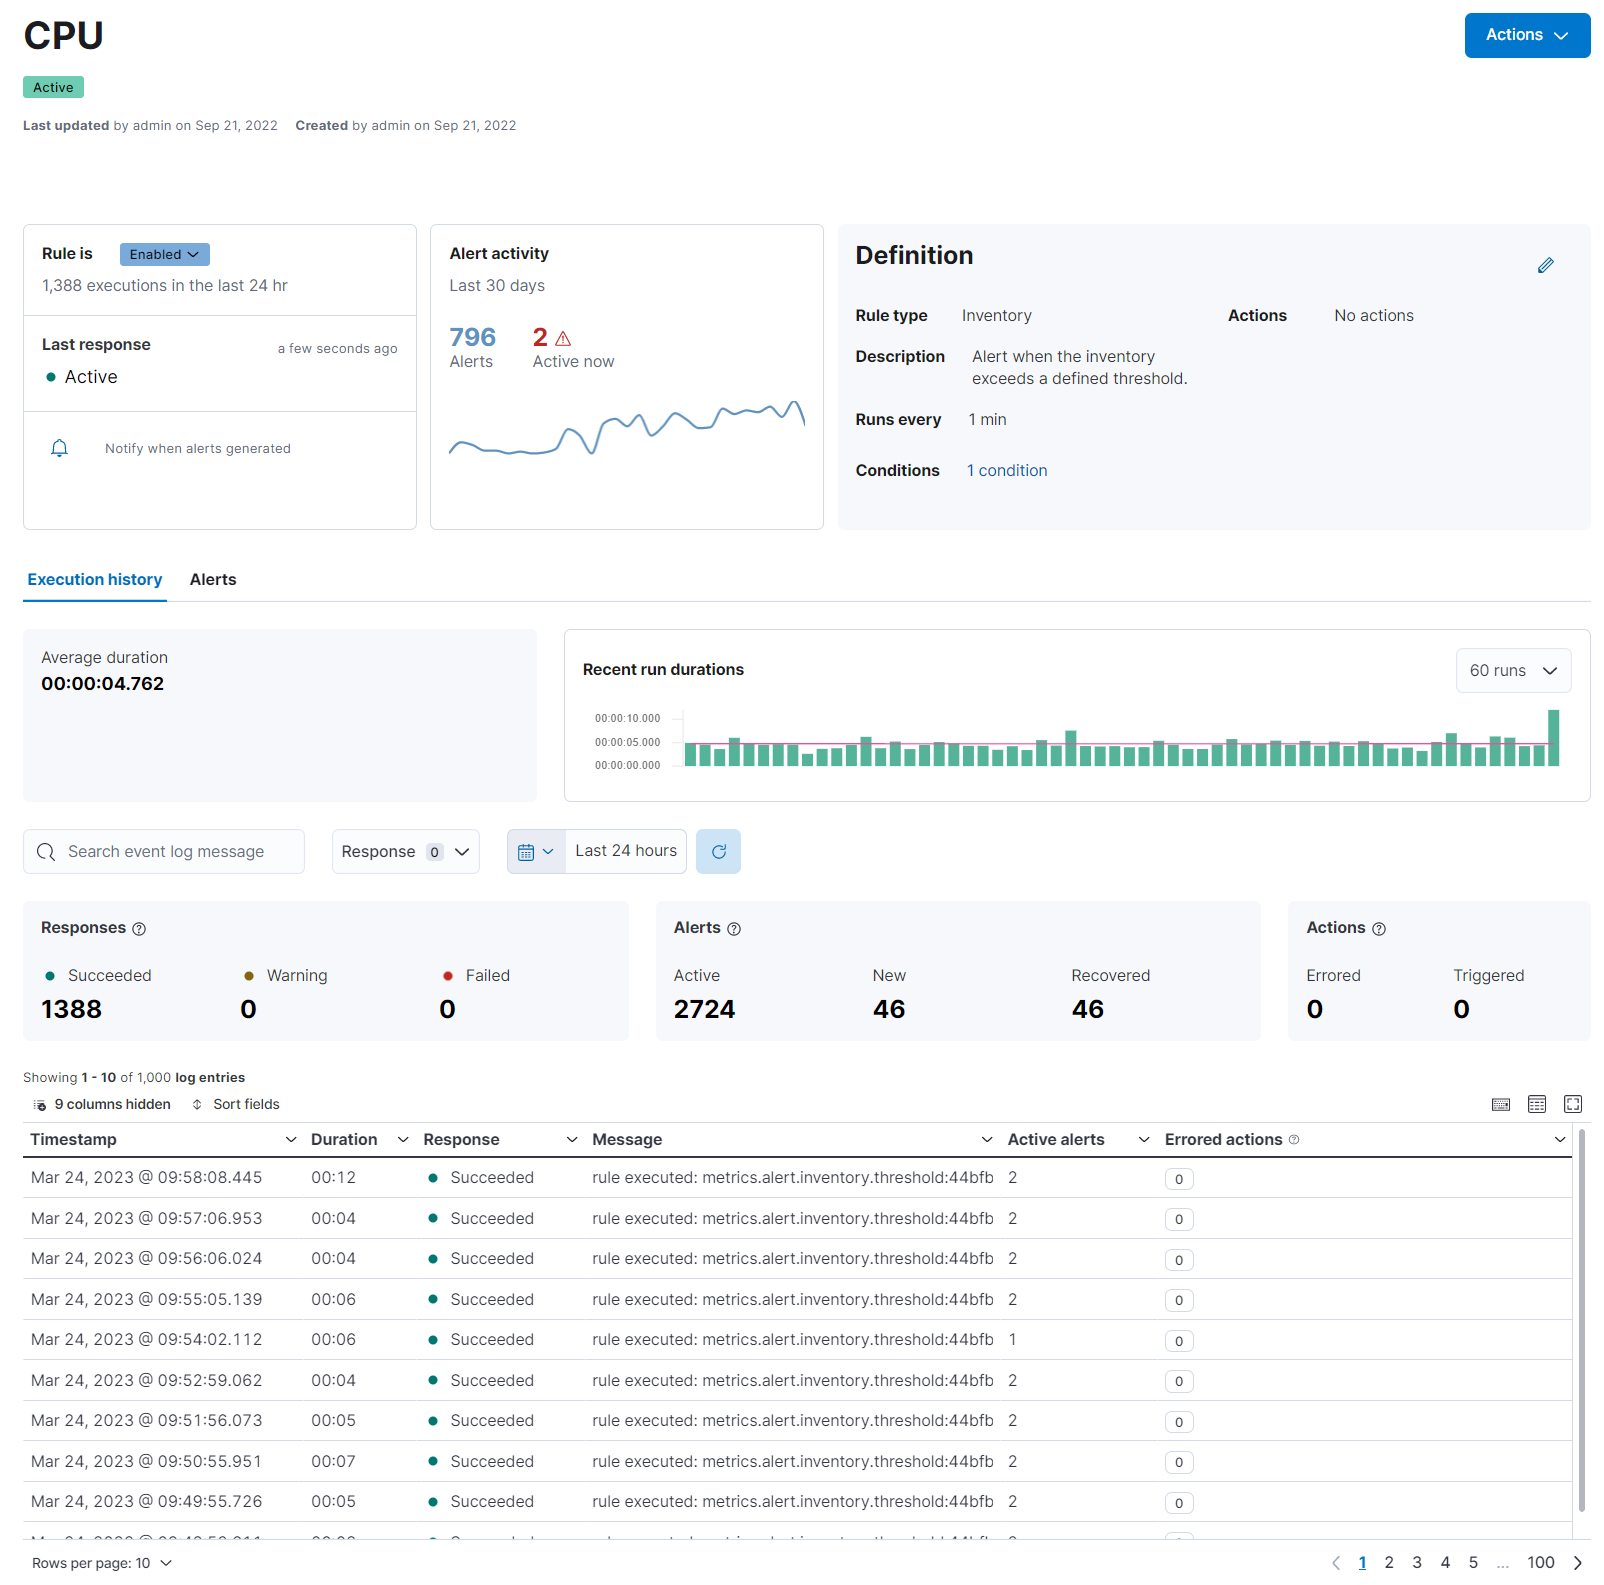 CPU
Actions
Active
Last updated by admin on Sep 21, 2022 Created by admin on Sep 21, 2022
Rule is Enabled
1,388 executions in the last 24 hr
Last response a few seconds ago
Active
Notify when alerts generated
Alert activity
Last 30 days
796 2
Alerts Active now
Definition
Rule type Inventory Actions No actions
Description Alert when the inventory
exceeds a defined threshold.
Runs every 1 min
Conditions 1 condition
Execution history Alerts
Average duration
00:00:04.762
Recent run durations 60 runs
00:00:10.000
00:00:05.000
00:00:00.000
Search event log message Response 0 Last 24 hours
Responses
Succeeded Warning Failed
1388 0 0
Alerts
Active New Recovered
2724 46 46
Actions
Errored Triggered
0 0
Showing 1 - 10 of 1,000 log entries
9 columns hidden Sort fields
Timestamp Duration Response Message Active alerts Errored actions
Mar 24, 2023 @ 09:58:08.445 00:12 Succeeded rule executed: metrics.alert.inventory.threshold:44bfb 2 0
Mar 24, 2023 @ 09:57:06.953 00:04 Succeeded rule executed: metrics.alert.inventory.threshold:44bfb 2 0
Mar 24, 2023 @ 09:56:06.024 00:04 Succeeded rule executed: metrics.alert.inventory.threshold:44bfb 2 0
Mar 24, 2023 @ 09:55:05.139 00:06 Succeeded rule executed: metrics.alert.inventory.threshold:44bfb 2 0
Mar 24, 2023 @ 09:54:02.112 00:06 Succeeded rule executed: metrics.alert.inventory.threshold:44bfb 1 0
Mar 24, 2023 @ 09:52:59.062 00:04 Succeeded rule executed: metrics.alert.inventory.threshold:44bfb 2 0
Mar 24, 2023 @ 09:51:56.073 00:05 Succeeded rule executed: metrics.alert.inventory.threshold:44bfb 2 0
Mar 24, 2023 @ 09:50:55.951 00:07 Succeeded rule executed: metrics.alert.inventory.threshold:44bfb 2 0
Mar 24, 2023 @ 09:49:55.726 00:05 Succeeded rule executed: metrics.alert.inventory.threshold:44bfb 2 0
Rows per page: 10 1 2 3 4 5 ... 100